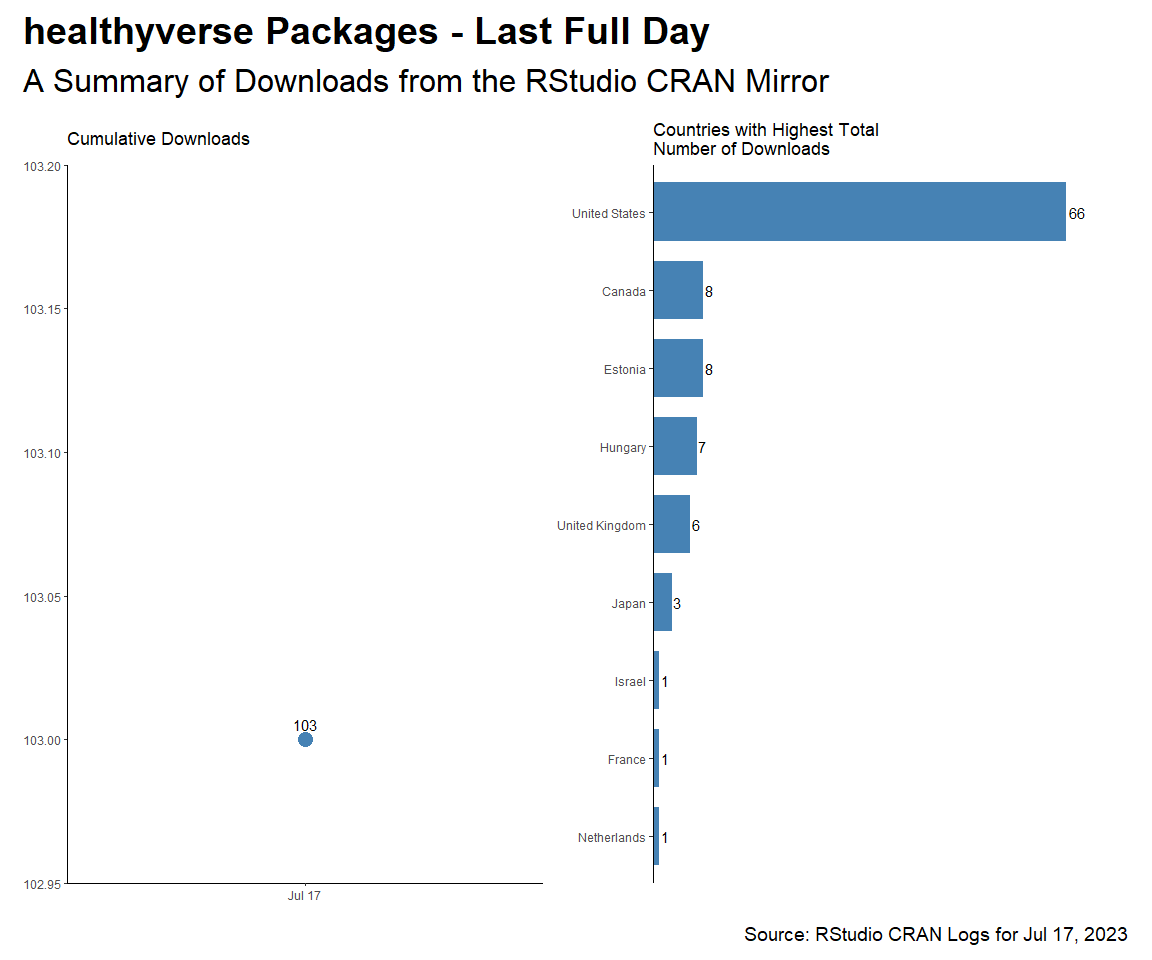 healthyverse Packages - Last Full Day
A Summary of Downloads from the RStudio CRAN Mirror
Cumulative Downloads
103.20
103.15
103.10
103.05
103.00
102.95
103
Jul 17
Countries with Highest Total
Number of Downloads
United States 66
Canada 8
Estonia 8
Hungary 7
United Kingdom 6
Japan 3
Israel 1
France 1
Netherlands 1
Source: RStudio CRAN Logs for Jul 17, 2023